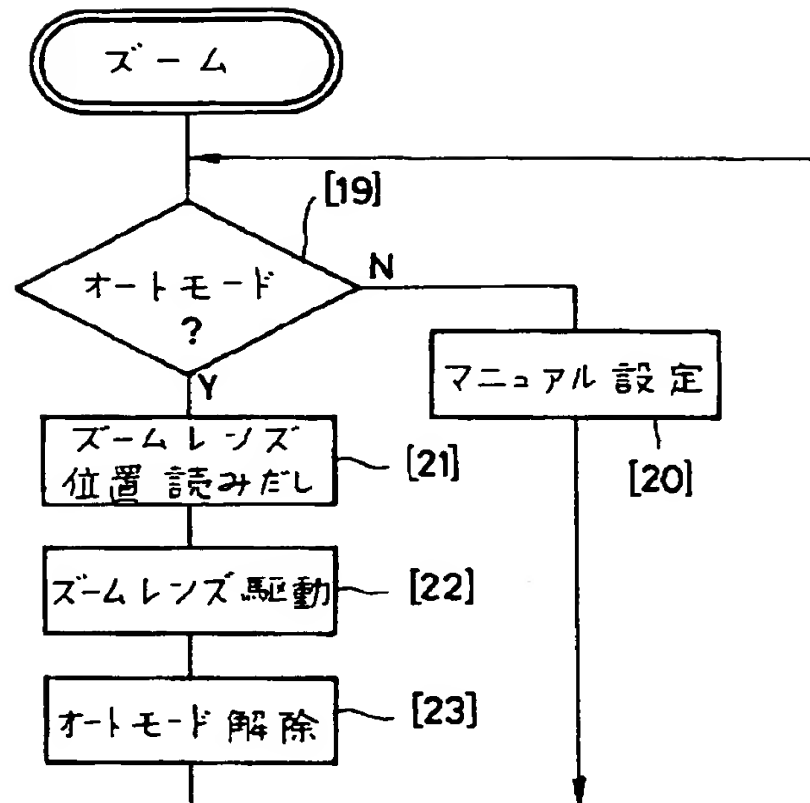 ズーム
[19]
オートモード
?
N
Y
マニュアル設定
[20]
ズームレンズ
位置読みだし
[21]
ズームレンズ駆動
[22]
オートモード解除
[23]